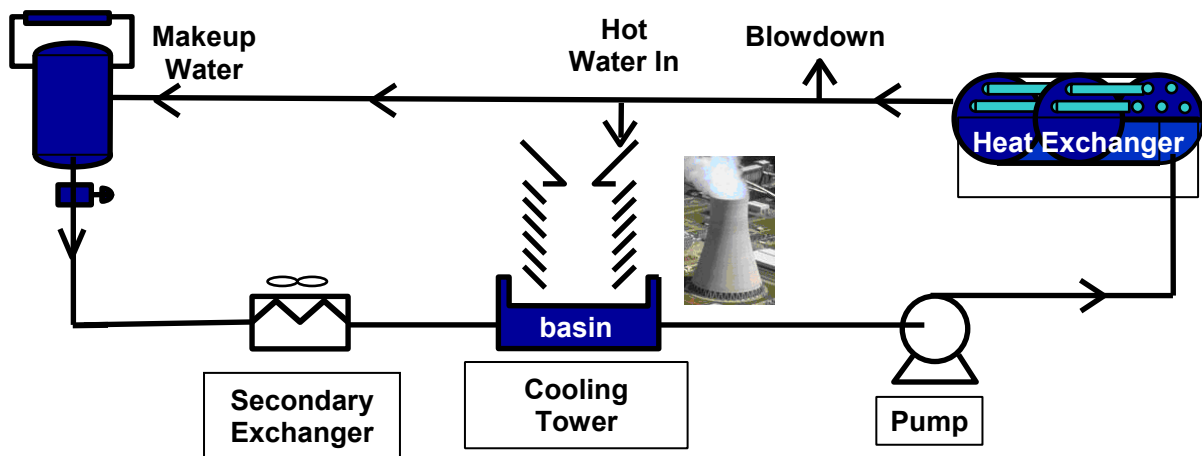 Makeup
Water
Hot
Water In
Blowdown
Heat Exchanger
basin
Secondary
Exchanger
Cooling
Tower
Pump